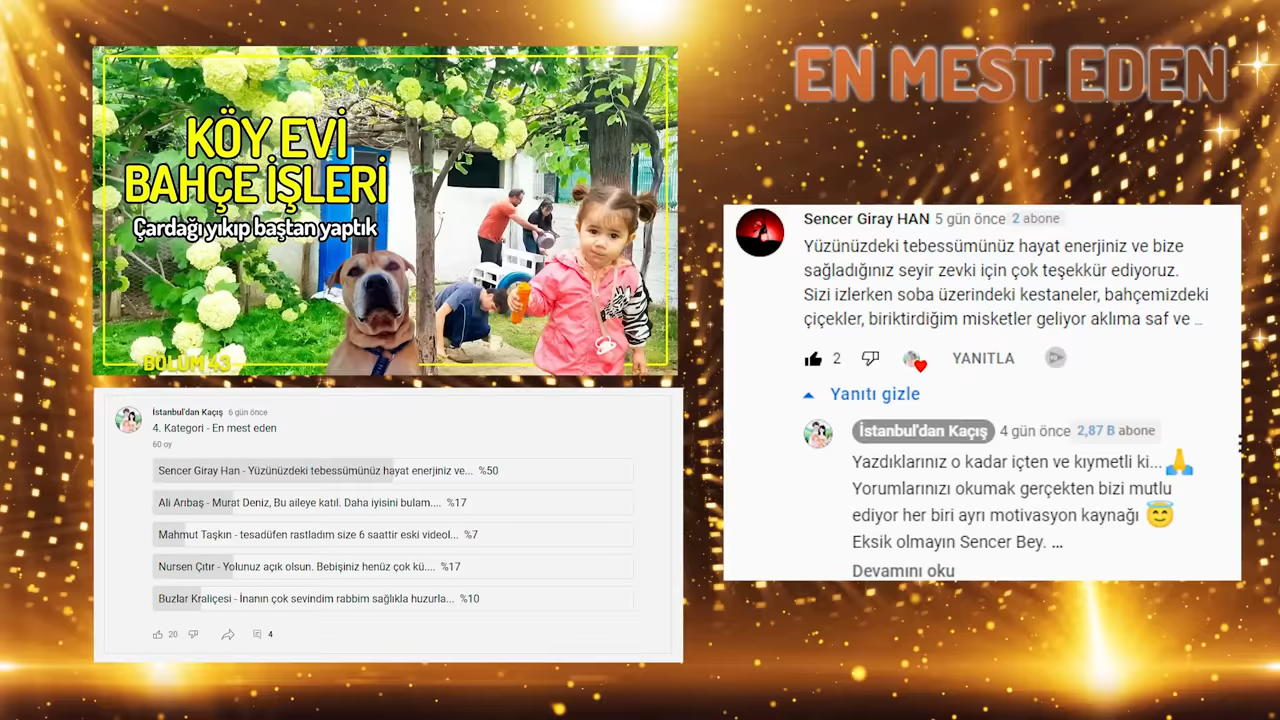 EN MEST EDEN
KÖY EVİ
BAHÇE İŞLERİ
Çardağı yıkıp baştan yaptık
BÖLÜM 43
İstanbul'dan Kaçış 6 gün önce
4. Kategori - En mest eden
60 oy
Sencer Giray Han - Yüzünüzdeki tebessümünüz hayat enerjiniz ve... %50
Ali Arıbaş - Murat Deniz, Bu aileye katıl. Daha iyisini bulam.... %17
Mahmut Taşkın - tesadüfen rastladım size 6 saattir eski videol... %7
Nursen Çıtır - Yolunuz açık olsun. Bebişiniz henüz çok kü.... %17
Buzlar Kraliçesi - İnanın çok sevindim rabbim sağlıkla huzurla... %10
20 4
Sencer Giray HAN 5 gün önce 2 abone
Yüzünüzdeki tebessümünüz hayat enerjiniz ve bize
sağladığınız seyir zevki için çok teşekkür ediyoruz.
Sizi izlerken soba üzerindeki kestaneler, bahçemizdeki
çiçekler, biriktirdiğim misketler geliyor aklıma saf ve ...
2 YANITLA
Yanıtı gizle
İstanbul'dan Kaçış 4 gün önce 2,87 B abone
Yazdıklarınız o kadar içten ve kıymetli ki...🙏
Yorumlarınızı okumak gerçekten bizi mutlu
ediyor her biri ayrı motivasyon kaynağı 😇
Eksik olmayın Sencer Bey. ...
Devamını oku